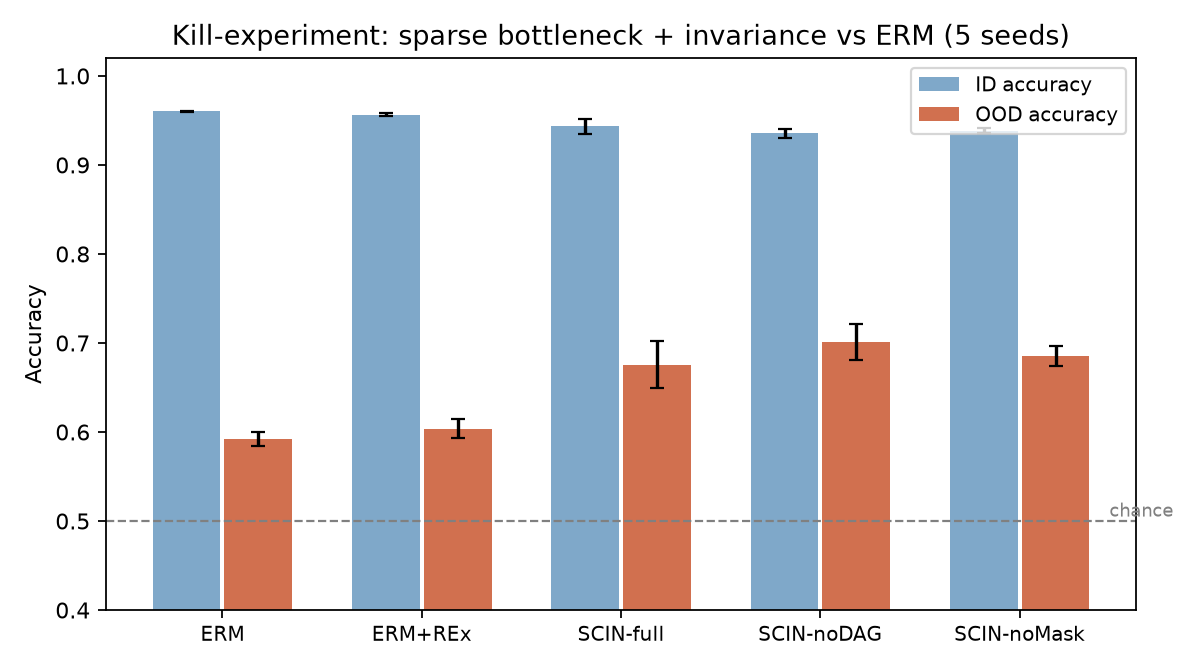 Kill-experiment: sparse bottleneck + invariance vs ERM (5 seeds)
1.0
0.9
0.8
0.7
0.6
0.5
0.4
Accuracy
ID accuracy
OOD accuracy
chance
ERM
ERM+REx
SCIN-full
SCIN-noDAG
SCIN-noMask